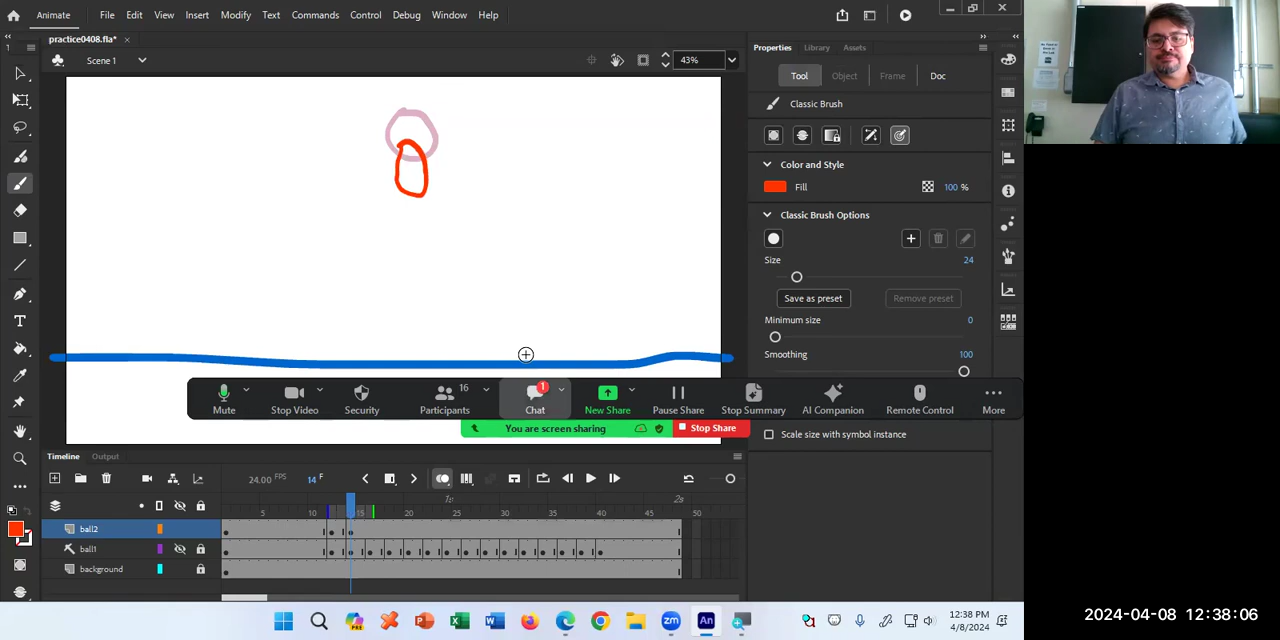 Animate File Edit View Insert Modify Text Commands Control Debug Window Help
practice0408.fla* ×
Scene 1 43%
Properties Library Assets
Tool Object Frame Doc
Classic Brush
Color and Style
Fill 100 %
Classic Brush Options
Size 24
Save as preset Remove preset
Minimum size 0
Smoothing 100
Scale size with symbol instance
Mute Stop Video Security Participants 16 Chat 1 New Share Pause Share Stop Summary AI Companion Remote Control More
You are screen sharing Stop Share
Timeline Output
24.00 FPS 14 F
1s 2s
5 10 15 20 25 30 35 40 45 50
ball2
ball1
background
12:38 PM
4/8/2024
2024-04-08 12:38:06